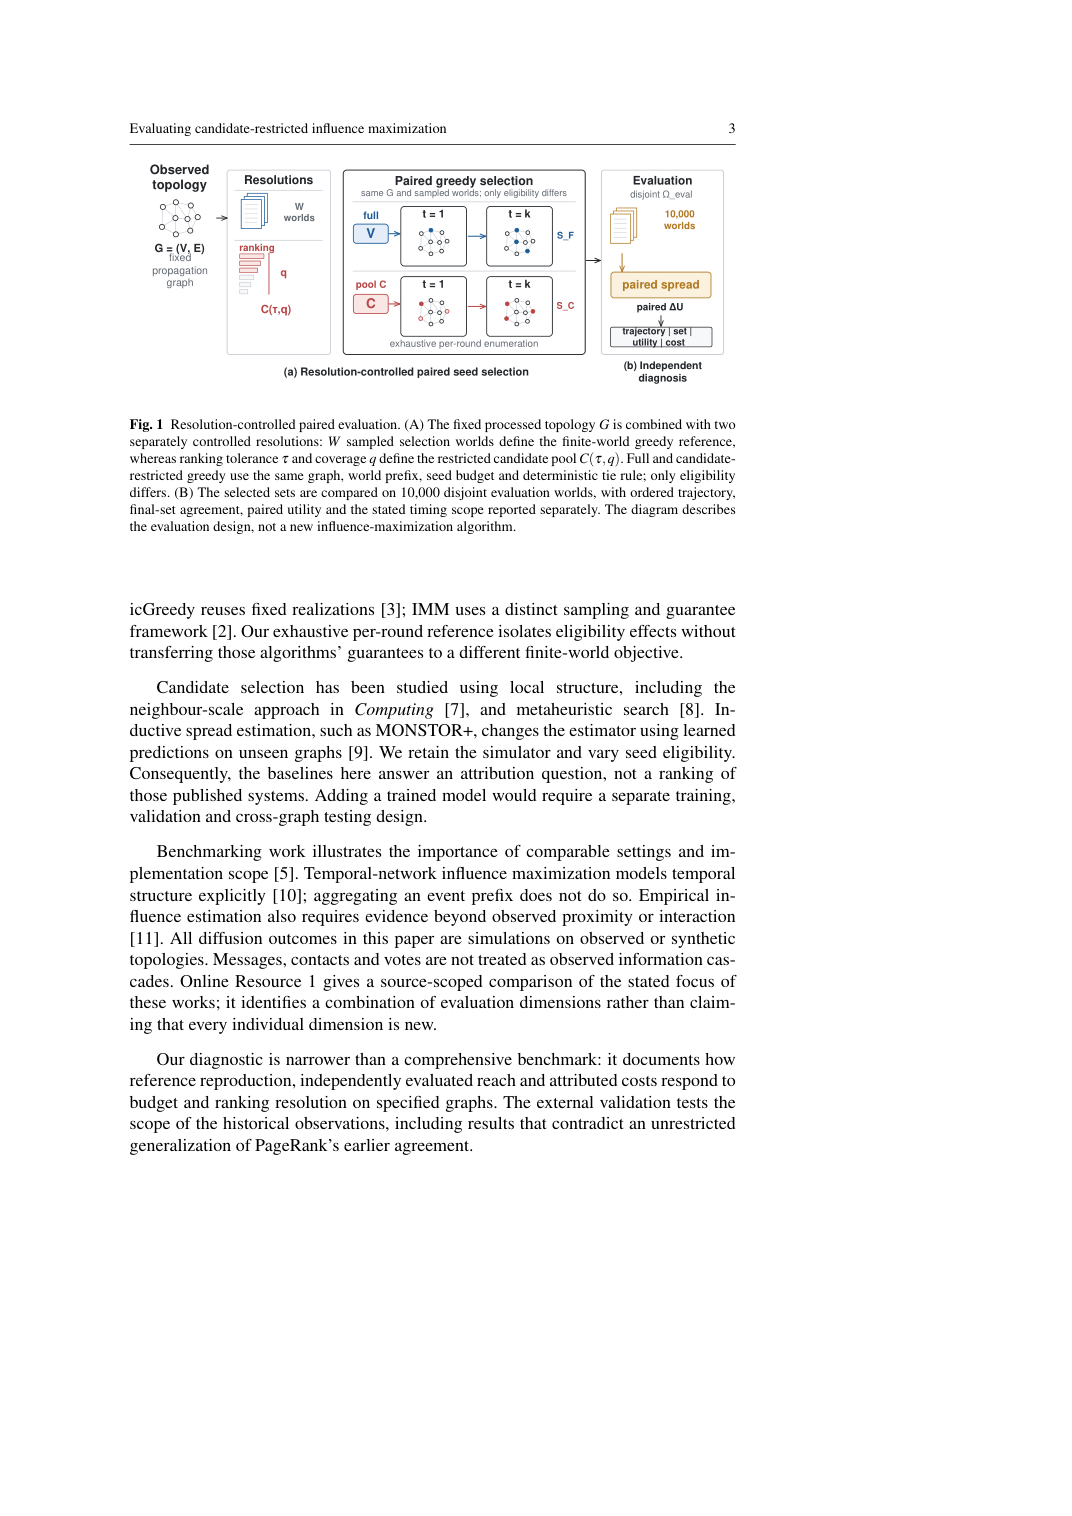 Evaluating candidate-restricted influence maximization 3
Observed
topology
G = (V, E)
fixed
propagation
graph
Resolutions
W
worlds
ranking
q
C(τ,q)
Paired greedy selection
same G and sampled worlds; only eligibility differs
full
V
t = 1
t = k
S_F
pool C
C
t = 1
t = k
S_C
exhaustive per-round enumeration
Evaluation
disjoint Ω_eval
10,000
worlds
paired spread
paired ΔU
trajectory | set |
utility | cost
(a) Resolution-controlled paired seed selection
(b) Independent
diagnosis
Fig. 1 Resolution-controlled paired evaluation. (A) The fixed processed topology G is combined with two
separately controlled resolutions: W sampled selection worlds define the finite-world greedy reference,
whereas ranking tolerance τ and coverage q define the restricted candidate pool C(τ,q). Full and candidate-
restricted greedy use the same graph, world prefix, seed budget and deterministic tie rule; only eligibility
differs. (B) The selected sets are compared on 10,000 disjoint evaluation worlds, with ordered trajectory,
final-set agreement, paired utility and the stated timing scope reported separately. The diagram describes
the evaluation design, not a new influence-maximization algorithm.
icGreedy reuses fixed realizations [3]; IMM uses a distinct sampling and guarantee
framework [2]. Our exhaustive per-round reference isolates eligibility effects without
transferring those algorithms’ guarantees to a different finite-world objective.
Candidate selection has been studied using local structure, including the
neighbour-scale approach in Computing [7], and metaheuristic search [8]. In-
ductive spread estimation, such as MONSTOR+, changes the estimator using learned
predictions on unseen graphs [9]. We retain the simulator and vary seed eligibility.
Consequently, the baselines here answer an attribution question, not a ranking of
those published systems. Adding a trained model would require a separate training,
validation and cross-graph testing design.
Benchmarking work illustrates the importance of comparable settings and im-
plementation scope [5]. Temporal-network influence maximization models temporal
structure explicitly [10]; aggregating an event prefix does not do so. Empirical in-
fluence estimation also requires evidence beyond observed proximity or interaction
[11]. All diffusion outcomes in this paper are simulations on observed or synthetic
topologies. Messages, contacts and votes are not treated as observed information cas-
cades. Online Resource 1 gives a source-scoped comparison of the stated focus of
these works; it identifies a combination of evaluation dimensions rather than claim-
ing that every individual dimension is new.
Our diagnostic is narrower than a comprehensive benchmark: it documents how
reference reproduction, independently evaluated reach and attributed costs respond to
budget and ranking resolution on specified graphs. The external validation tests the
scope of the historical observations, including results that contradict an unrestricted
generalization of PageRank’s earlier agreement.